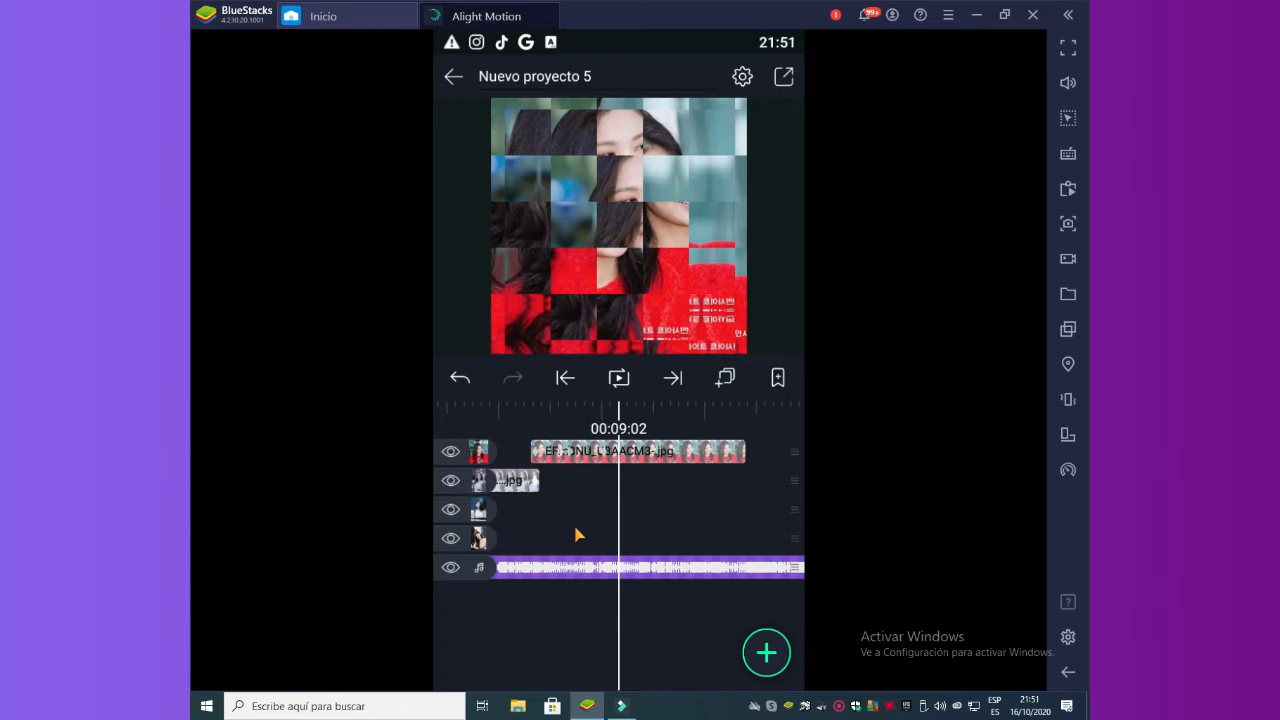 BlueStacks
4.230.20.1001
Inicio
Alight Motion
99+
21:51
Nuevo proyecto 5
00:09:02
....jpg
Activar Windows
Ve a Configuración para activar Windows.
Escribe aquí para buscar
ESP
ES
21:51
16/10/2020